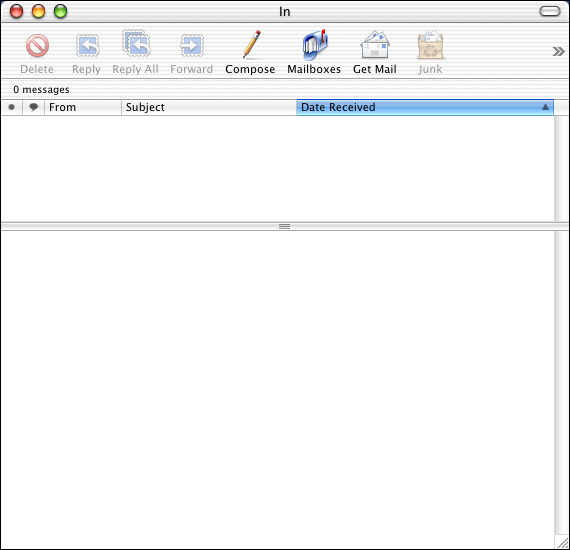 In
Delete Reply Reply All Forward Compose Mailboxes Get Mail Junk
0 messages
From Subject Date Received